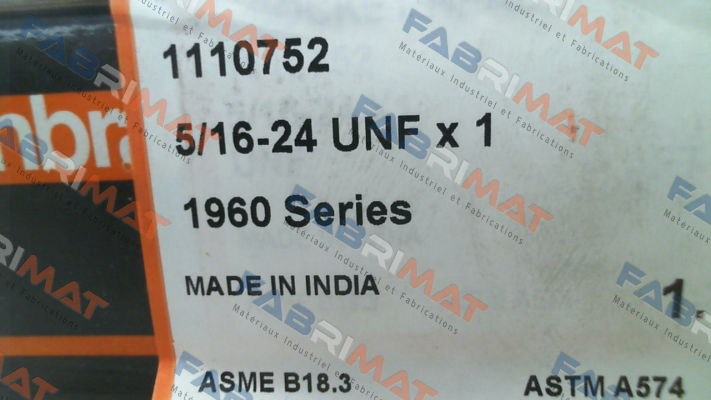 1110752
5/16-24 UNF x 1
1960 Series
MADE IN INDIA
ASME B18.3
ASTM A574
FABRIMAT
Materiaux Industriel et Fabrications